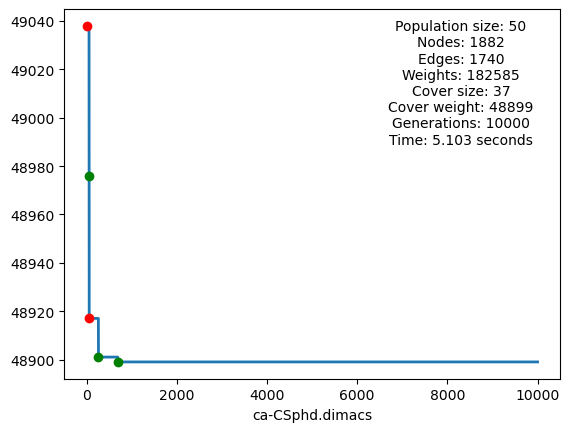 49040
49020
49000
48980
48960
48940
48920
48900
Population size: 50
Nodes: 1882
Edges: 1740
Weights: 182585
Cover size: 37
Cover weight: 48899
Generations: 10000
Time: 5.103 seconds
0 2000 4000 6000 8000 10000
ca-CSphd.dimacs